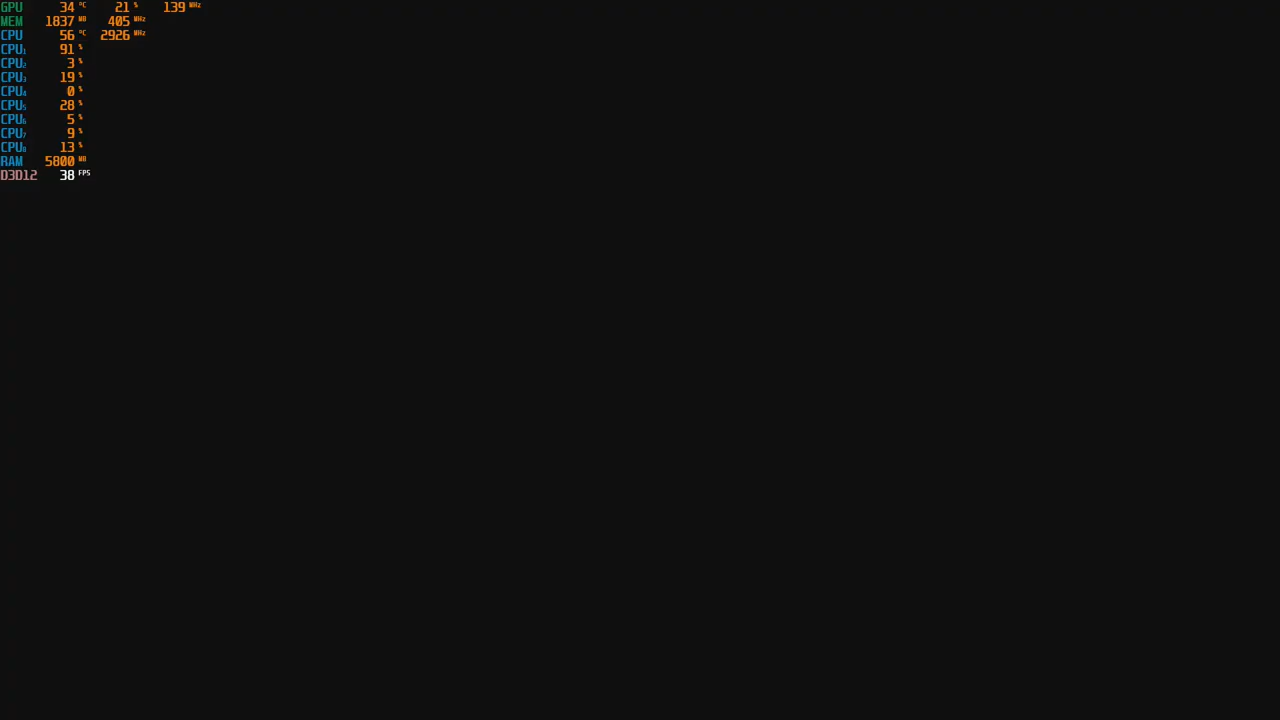 GPU 34 °C 21 % 139 MHz
MEM 1837 MB 405 MHz
CPU 56 °C 2926 MHz
CPU1 91 %
CPU2 3 %
CPU3 19 %
CPU4 0 %
CPU5 28 %
CPU6 5 %
CPU7 9 %
CPU8 13 %
RAM 5800 MB
D3D12 38 FPS